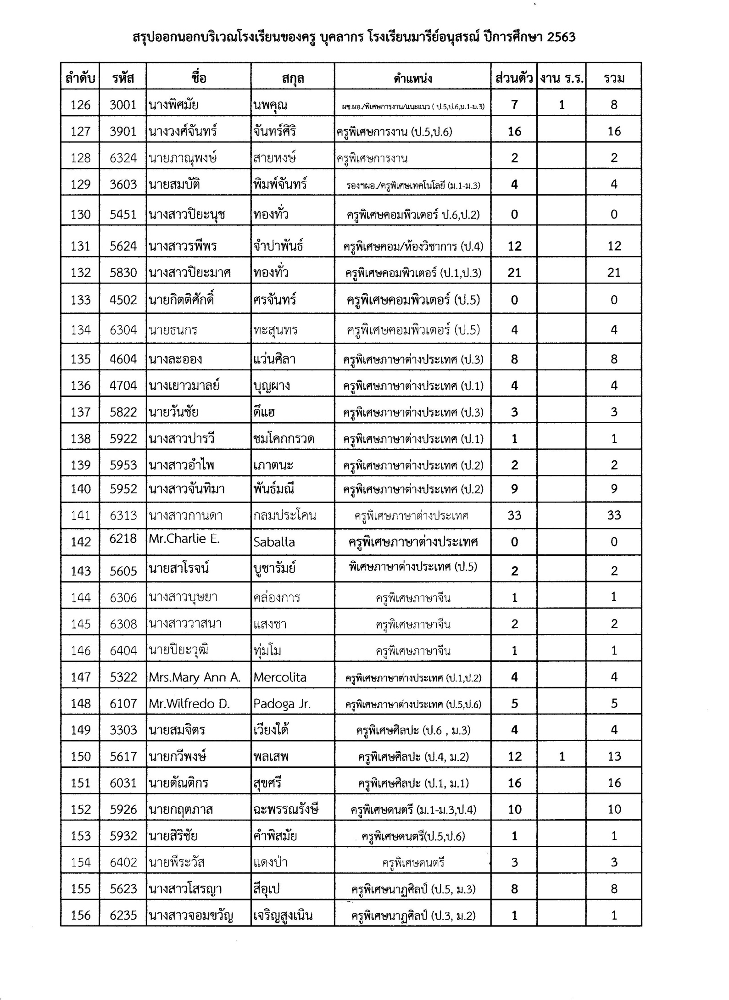 สรุปออกนอกบริเวณโรงเรียนของครู บุคลากร โรงเรียนมารีย์อนุสรณ์ ปีการศึกษา 2563
ลำดับ รหัส ชื่อ สกุล ตำแหน่ง ส่วนตัว งาน ร.ร. รวม
126 3001 นางพิศมัย นพคุณ ผช.ผอ./พิเศษการงาน/แนะแนว ( ป.5,ป.6,ม.1-ม.3) 7 1 8
127 3901 นางวงศ์จันทร์ จันทร์ศิริ ครูพิเศษการงาน (ป.5,ป.6) 16 16
128 6324 นายภาณุพงษ์ สายหงษ์ ครูพิเศษการงาน 2 2
129 3603 นายสมบัติ พิมพ์จันทร์ รองฯผอ./ครูพิเศษเทคโนโลยี (ม.1-ม.3) 4 4
130 5451 นางสาวปิยะนุช ทองทั่ว ครูพิเศษคอมพิวเตอร์ ป.6,ป.2) 0 0
131 5624 นางสาวรพีพร จำปาพันธ์ ครูพิเศษคอม/ห้องวิชาการ (ป.4) 12 12
132 5830 นางสาวปิยะมาศ ทองทั่ว ครูพิเศษคอมพิวเตอร์ (ป.1,ป.3) 21 21
133 4502 นายกิตติศักดิ์ ศรจันทร์ ครูพิเศษคอมพิวเตอร์ (ป.5) 0 0
134 6304 นายธนกร ทะสุนทร ครูพิเศษคอมพิวเตอร์ (ป.5) 4 4
135 4604 นางละออง แว่นศิลา ครูพิเศษภาษาต่างประเทศ (ป.3) 8 8
136 4704 นางเยาวมาลย์ บุญผาง ครูพิเศษภาษาต่างประเทศ (ป.1) 4 4
137 5822 นายวันชัย ดีแฮ ครูพิเศษภาษาต่างประเทศ (ป.3) 3 3
138 5922 นางสาวปารวี ชมโคกกรวด ครูพิเศษภาษาต่างประเทศ (ป.1) 1 1
139 5953 นางสาวอำไพ เภาตนะ ครูพิเศษภาษาต่างประเทศ (ป.2) 2 2
140 5952 นางสาวจันทิมา พันธ์มณี ครูพิเศษภาษาต่างประเทศ (ป.2) 9 9
141 6313 นางสาวกานดา กลมประโคน ครูพิเศษภาษาต่างประเทศ 33 33
142 6218 Mr.Charlie E. Saballa ครูพิเศษภาษาต่างประเทศ 0 0
143 5605 นายสาโรจน์ บูชารัมย์ พิเศษภาษาต่างประเทศ (ป.5) 2 2
144 6306 นางสาวบุษยา คล่องการ ครูพิเศษภาษาจีน 1 1
145 6308 นางสาววาสนา แสงชา ครูพิเศษภาษาจีน 2 2
146 6404 นายปิยะวุฒิ ทุ่มโม ครูพิเศษภาษาจีน 1 1
147 5322 Mrs.Mary Ann A. Mercolita ครูพิเศษภาษาต่างประเทศ (ป.1,ป.2) 4 4
148 6107 Mr.Wilfredo D. Padoga Jr. ครูพิเศษภาษาต่างประเทศ (ป.5,ป.6) 5 5
149 3303 นายสมจิตร เวียงใต้ ครูพิเศษศิลปะ (ป.6 , ม.3) 4 4
150 5617 นายกวีพงษ์ พลเสพ ครูพิเศษศิลปะ (ป.4, ม.2) 12 1 13
151 6031 นายตัณติกร สุขศรี ครูพิเศษศิลปะ (ป.1, ม.1) 16 16
152 5926 นายกฤตภาส ฉะพรรณรังษี ครูพิเศษดนตรี (ม.1-ม.3,ป.4) 10 10
153 5932 นายสิริชัย คำพิสมัย ครูพิเศษดนตรี(ป.5,ป.6) 1 1
154 6402 นายพีระวัส แดงป่า ครูพิเศษดนตรี 3 3
155 5623 นางสาวโสรญา สีอุเป ครูพิเศษนาฏศิลป์ (ป.5, ม.3) 8 8
156 6235 นางสาวจอมขวัญ เจริญสูงเนิน ครูพิเศษนาฏศิลป์ (ป.3, ม.2) 1 1